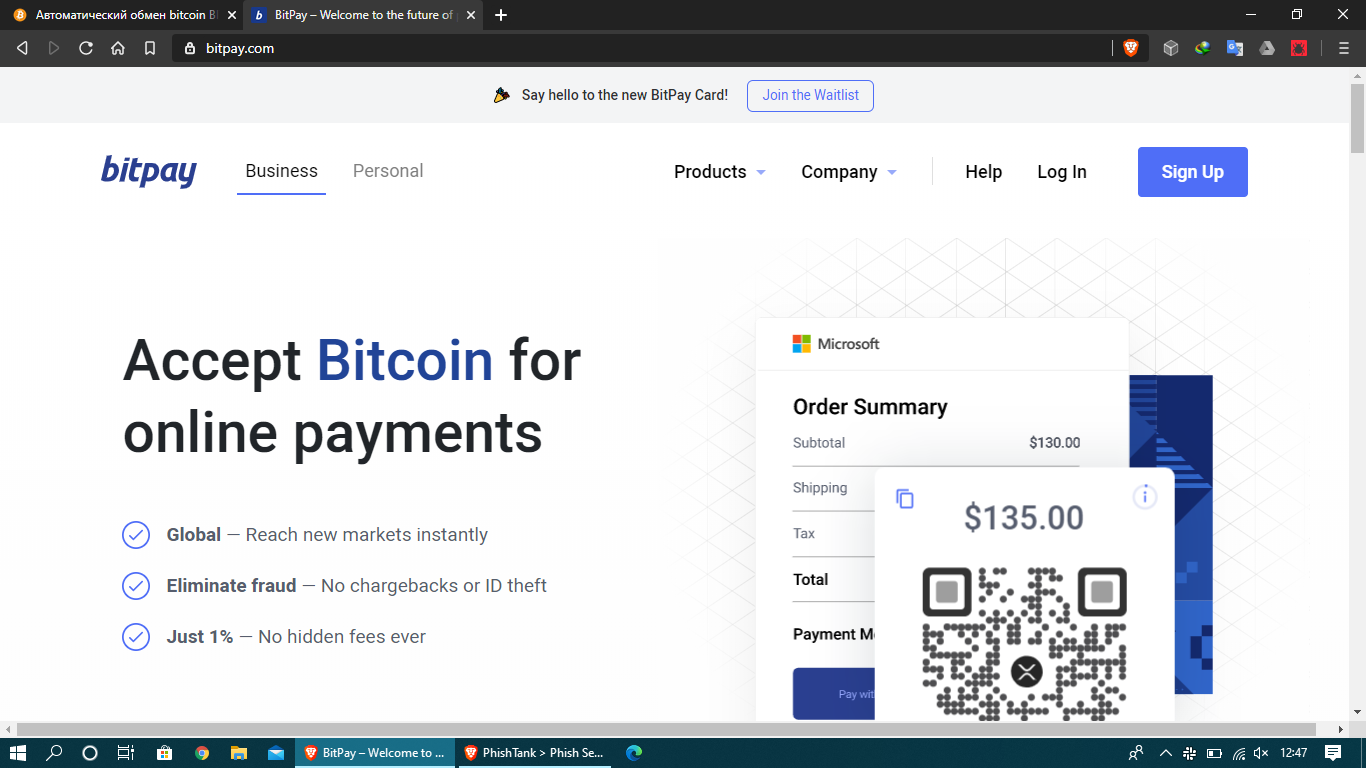 Автоматический обмен bitcoin
BitPay – Welcome to the future of
bitpay.com
Say hello to the new BitPay Card!
Join the Waitlist
bitpay
Business
Personal
Products
Company
Help
Log In
Sign Up
Accept Bitcoin for
online payments
Global — Reach new markets instantly
Eliminate fraud — No chargebacks or ID theft
Just 1% — No hidden fees ever
Microsoft
Order Summary
Subtotal $130.00
Shipping
Tax
Total
Payment
Pay
$135.00
BitPay – Welcome to ...
PhishTank > Phish Se...
12:47